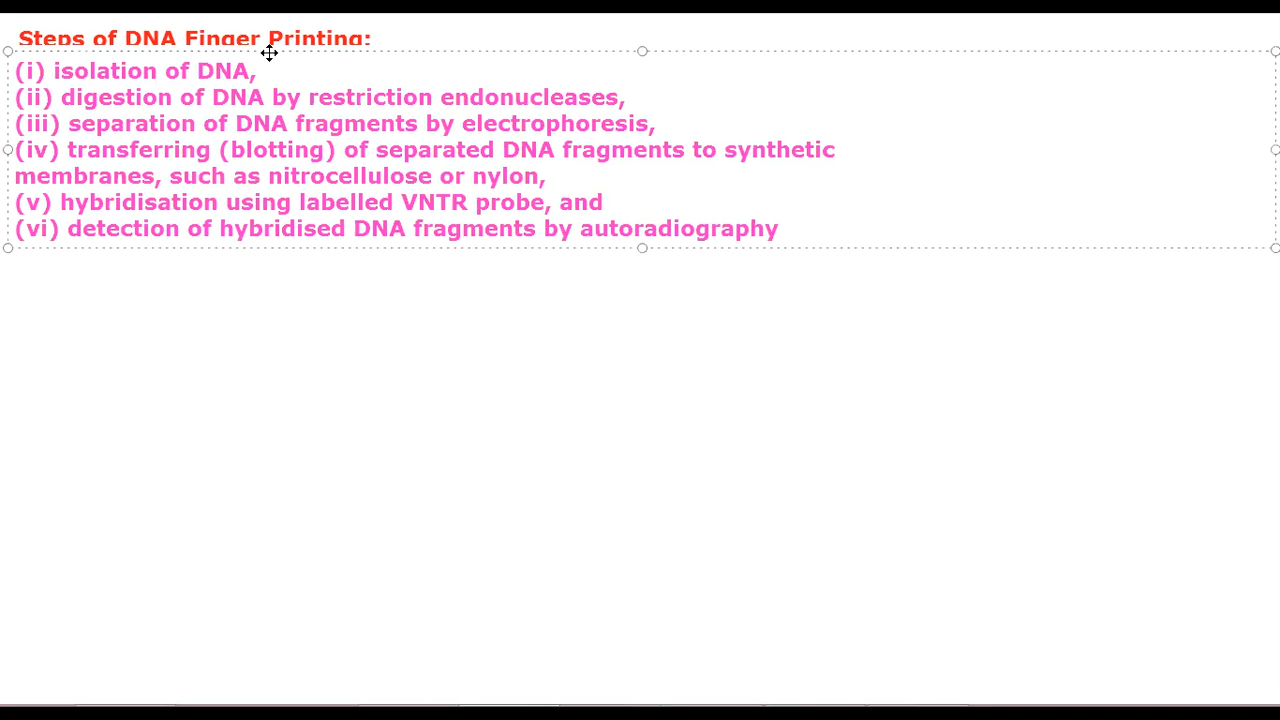 Steps of DNA Finger Printing:
(i) isolation of DNA,
(ii) digestion of DNA by restriction endonucleases,
(iii) separation of DNA fragments by electrophoresis,
(iv) transferring (blotting) of separated DNA fragments to synthetic
membranes, such as nitrocellulose or nylon,
(v) hybridisation using labelled VNTR probe, and
(vi) detection of hybridised DNA fragments by autoradiography